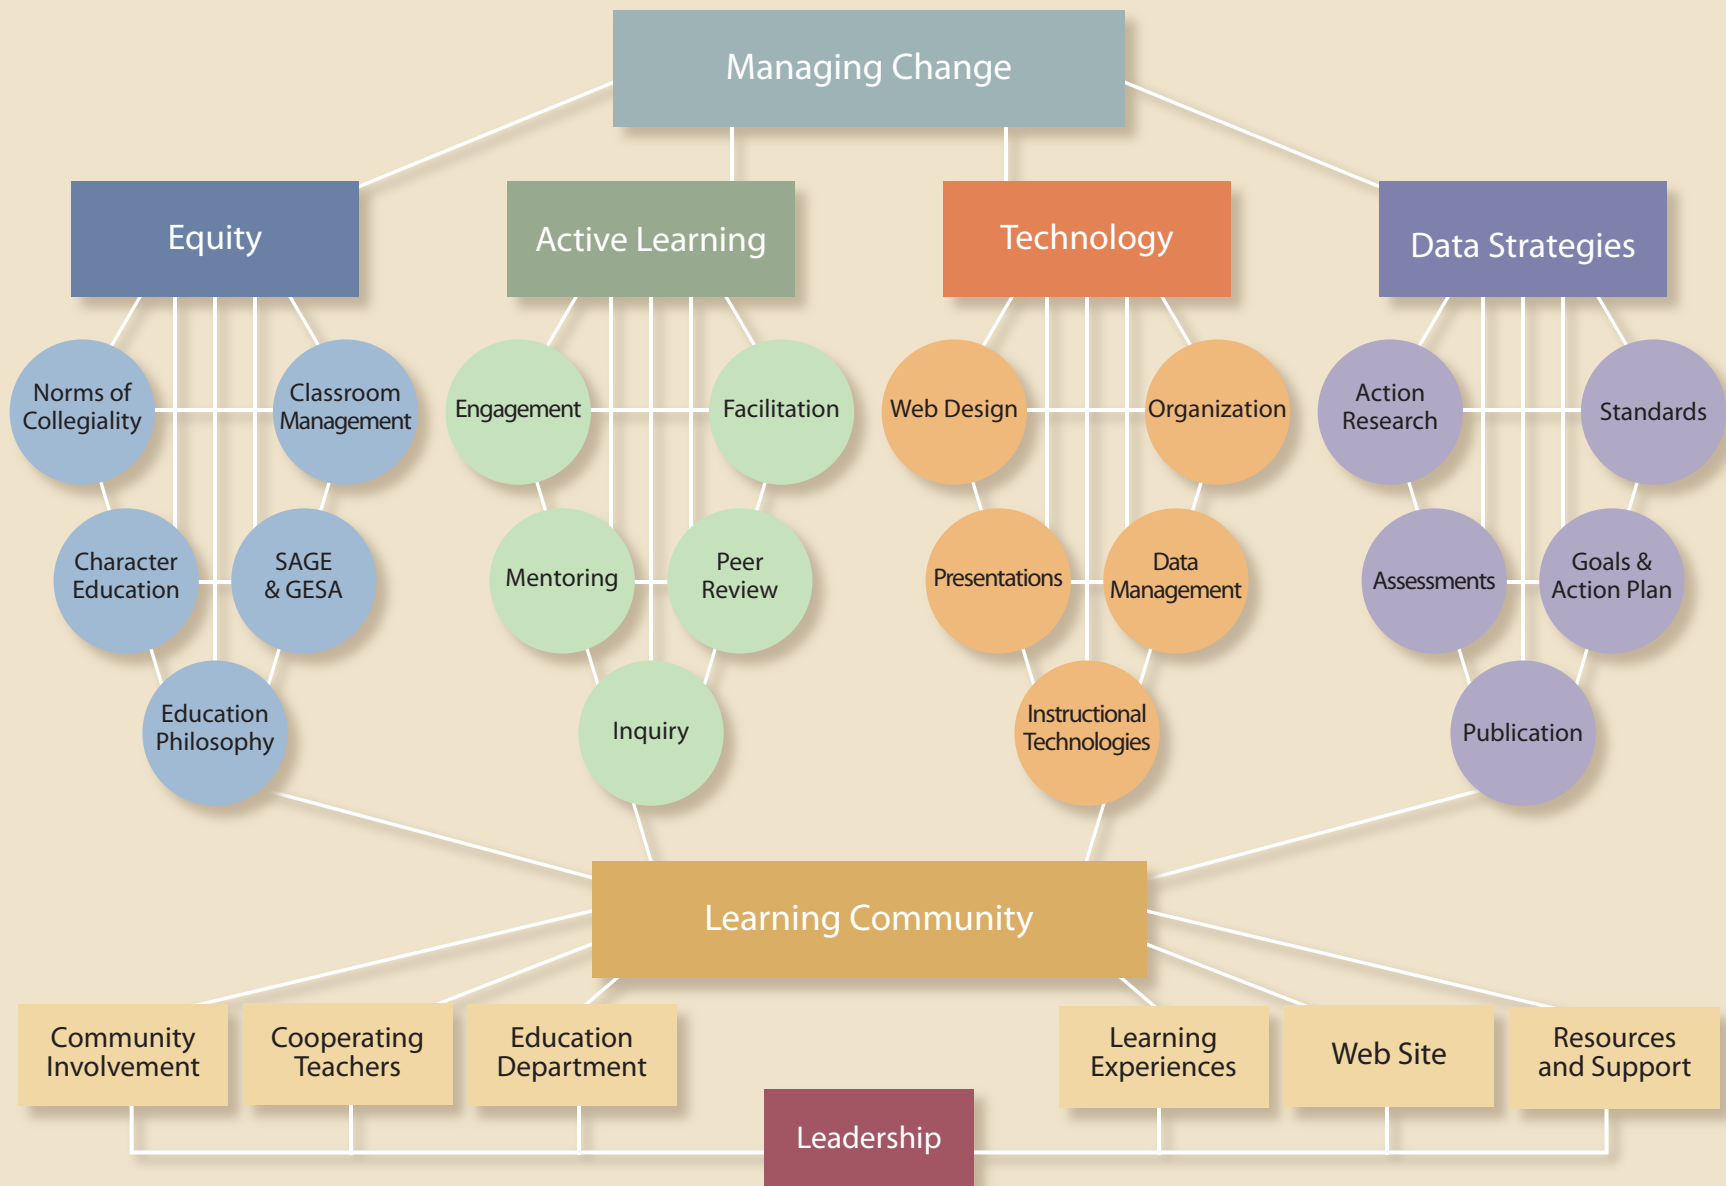 Managing Change
Equity
Active Learning
Technology
Data Strategies
Norms of
Collegiality
Classroom
Management
Character
Education
SAGE
& GESA
Education
Philosophy
Engagement
Facilitation
Mentoring
Peer
Review
Inquiry
Web Design
Organization
Presentations
Data
Management
Instructional
Technologies
Action
Research
Standards
Assessments
Goals &
Action Plan
Publication
Learning Community
Community
Involvement
Cooperating
Teachers
Education
Department
Learning
Experiences
Web Site
Resources
and Support
Leadership